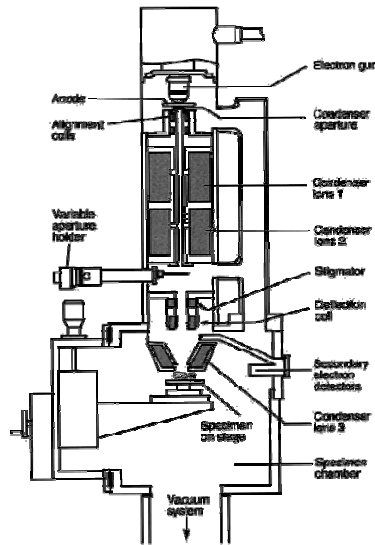 Electron gun
Anode
Condenser
aperture
Alignment
coils
Condenser
lens 1
Variable
aperture
holder
Condenser
lens 2
Stigmator
Deflection
coil
Secondary
electron
detectors
Condenser
lens 3
Specimen
on stage
Specimen
chamber
Vacuum
system